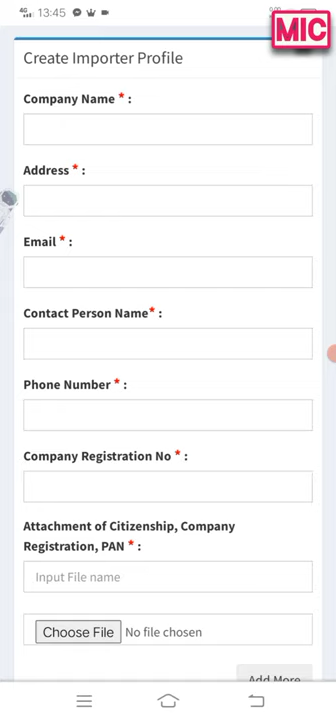 4G 13:45
MIC
Create Importer Profile
Company Name * :
Address * :
Email * :
Contact Person Name* :
Phone Number * :
Company Registration No * :
Attachment of Citizenship, Company
Registration, PAN * :
Input File name
Choose File No file chosen
Add More